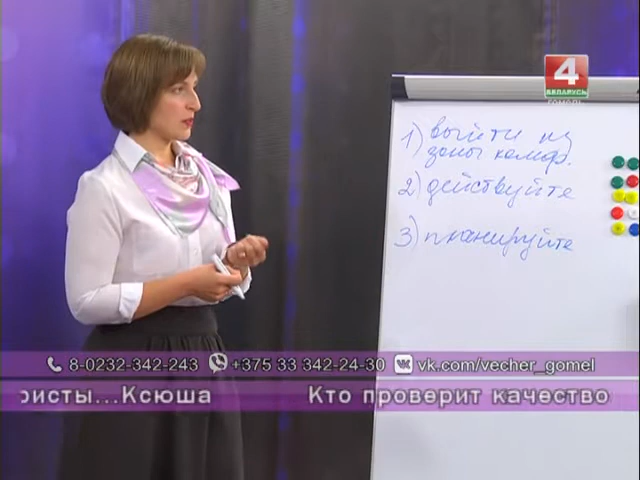 4
БЕЛАРУСЬ
ГОМЕЛЬ
1) выйти из
зоны комф.
2) действуйте
3) планируйте
8-0232-342-243 +375 33 342-24-30 vk.com/vecher_gomel
ристы...Ксюша Кто проверит качество